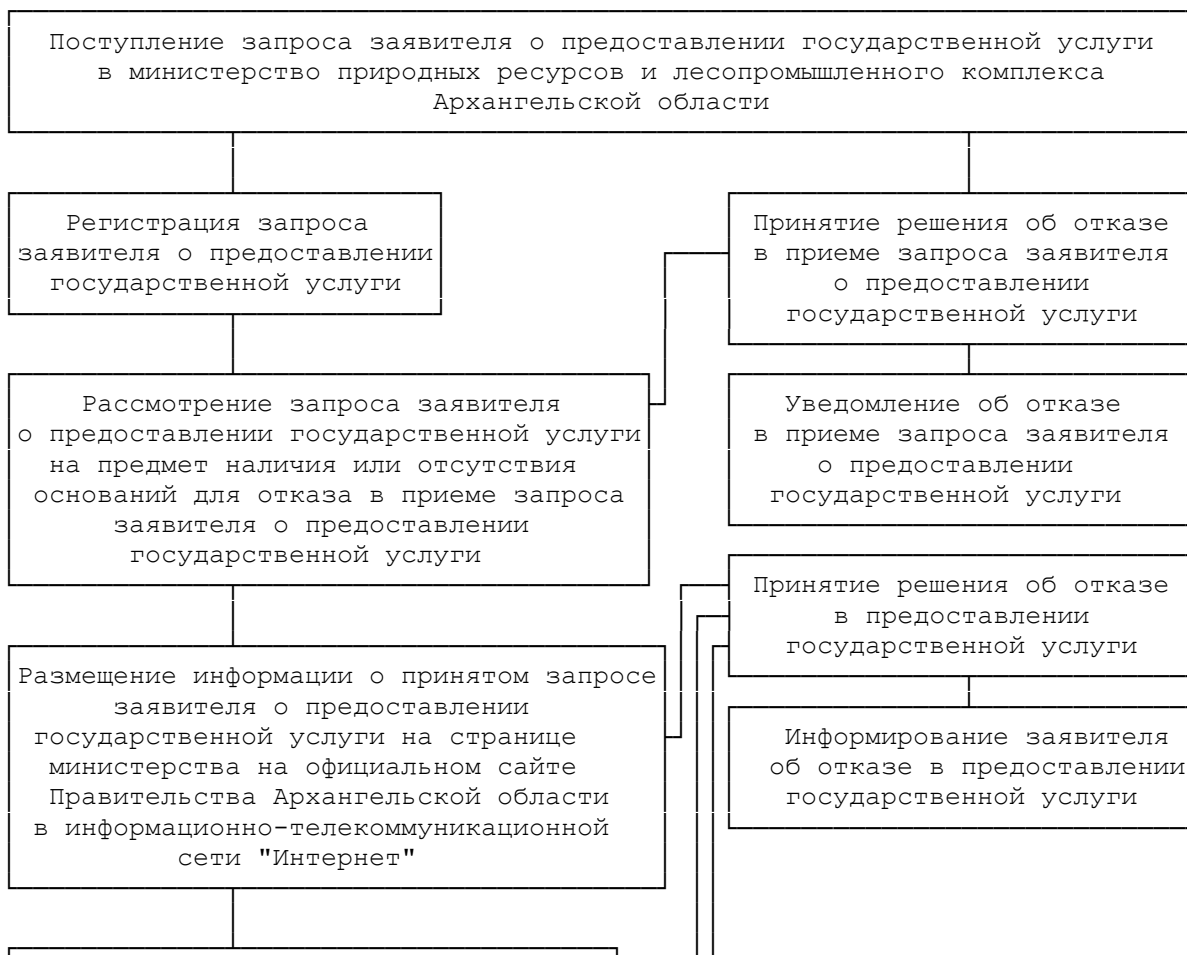 Поступление запроса заявителя о предоставлении государственной услуги
в министерство природных ресурсов и лесопромышленного комплекса
Архангельской области
Регистрация запроса
заявителя о предоставлении
государственной услуги
Принятие решения об отказе
в приеме запроса заявителя
о предоставлении
государственной услуги
Рассмотрение запроса заявителя
о предоставлении государственной услуги
на предмет наличия или отсутствия
оснований для отказа в приеме запроса
заявителя о предоставлении
государственной услуги
Уведомление об отказе
в приеме запроса заявителя
о предоставлении
государственной услуги
Принятие решения об отказе
в предоставлении
государственной услуги
Размещение информации о принятом запросе
заявителя о предоставлении
государственной услуги на странице
министерства на официальном сайте
Правительства Архангельской области
в информационно-телекоммуникационной
сети "Интернет"
Информирование заявителя
об отказе в предоставлении
государственной услуги